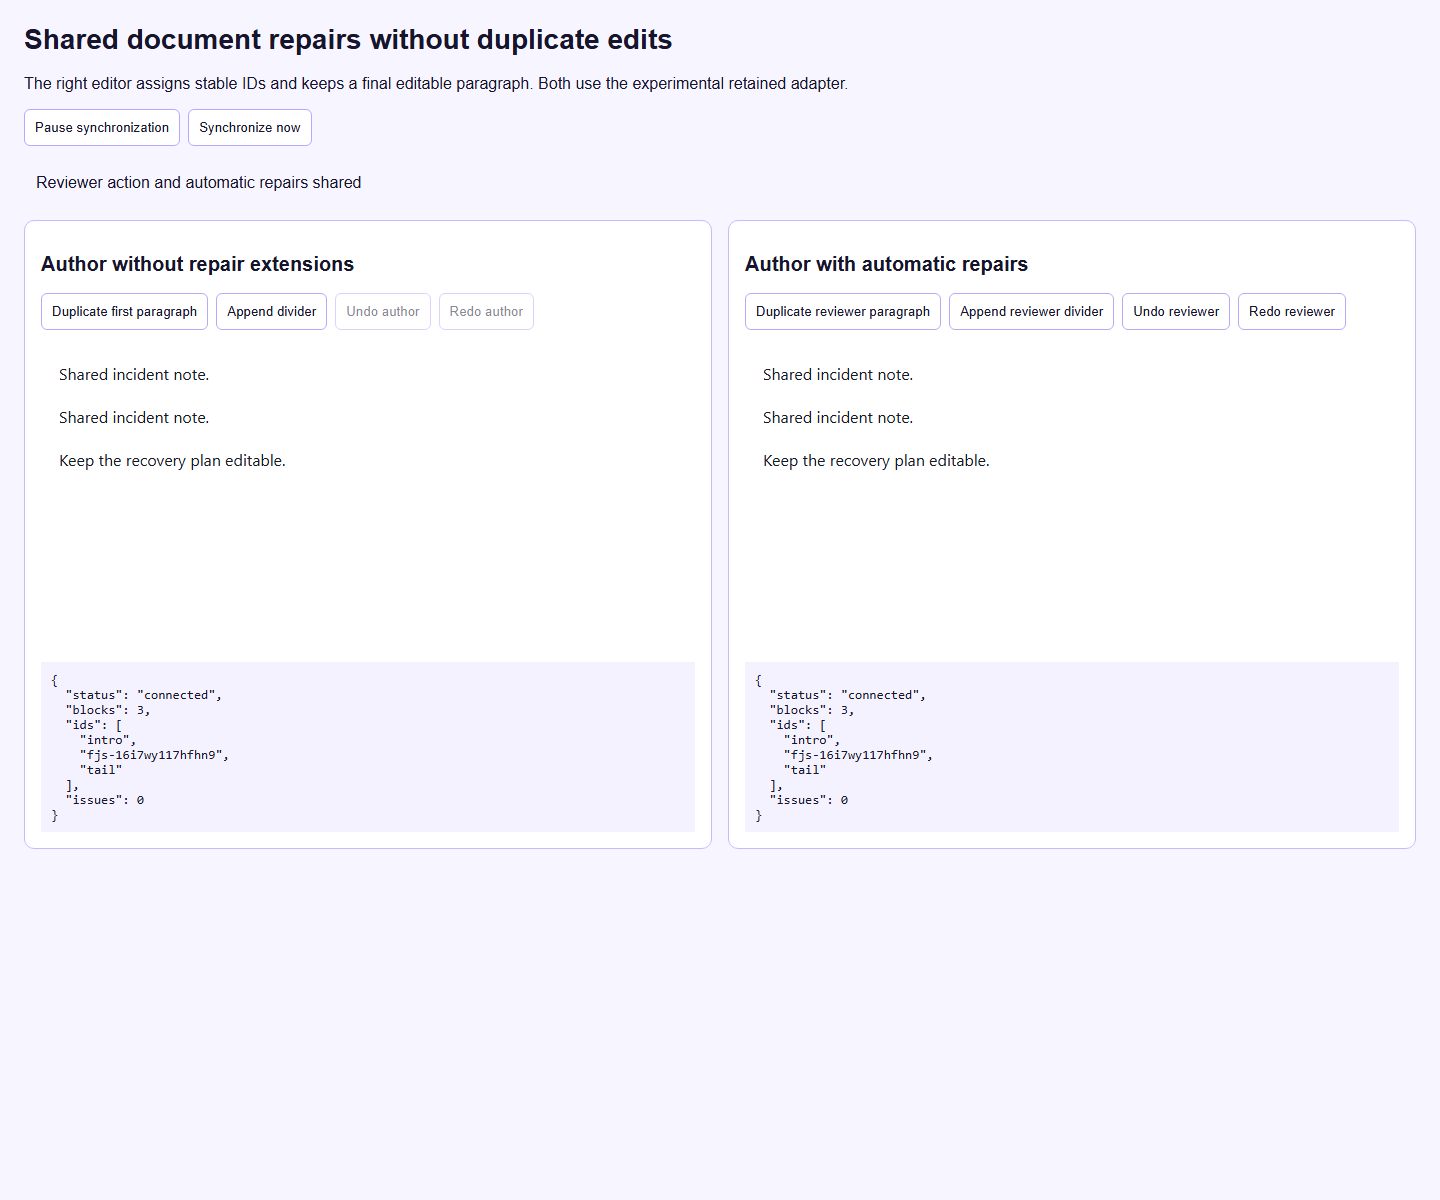 Shared document repairs without duplicate edits
The right editor assigns stable IDs and keeps a final editable paragraph. Both use the experimental retained adapter.
Pause synchronization
Synchronize now
Reviewer action and automatic repairs shared
Author without repair extensions
Duplicate first paragraph
Append divider
Undo author
Redo author
Shared incident note.
Shared incident note.
Keep the recovery plan editable.
{
  "status": "connected",
  "blocks": 3,
  "ids": [
    "intro",
    "fjs-16i7wy117hfhn9",
    "tail"
  ],
  "issues": 0
}
Author with automatic repairs
Duplicate reviewer paragraph
Append reviewer divider
Undo reviewer
Redo reviewer
Shared incident note.
Shared incident note.
Keep the recovery plan editable.
{
  "status": "connected",
  "blocks": 3,
  "ids": [
    "intro",
    "fjs-16i7wy117hfhn9",
    "tail"
  ],
  "issues": 0
}